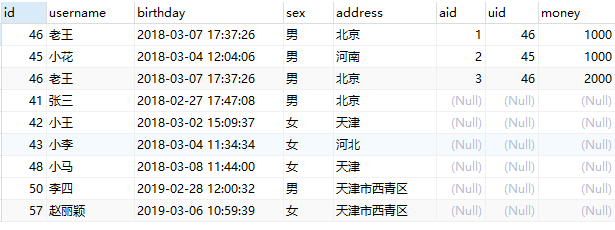 id username birthday sex address aid uid money
46 老王 2018-03-07 17:37:26 男 北京 1 46 1000
45 小花 2018-03-04 12:04:06 男 河南 2 45 1000
46 老王 2018-03-07 17:37:26 男 北京 3 46 2000
41 张三 2018-02-27 17:47:08 男 北京 (Null) (Null) (Null)
42 小王 2018-03-02 15:09:37 女 天津 (Null) (Null) (Null)
43 小李 2018-03-04 11:34:34 女 河北 (Null) (Null) (Null)
48 小马 2018-03-08 11:44:00 女 天津 (Null) (Null) (Null)
50 李四 2019-02-28 12:00:32 男 天津市西青区 (Null) (Null) (Null)
57 赵丽颖 2019-03-06 10:59:39 女 天津市西青区 (Null) (Null) (Null)